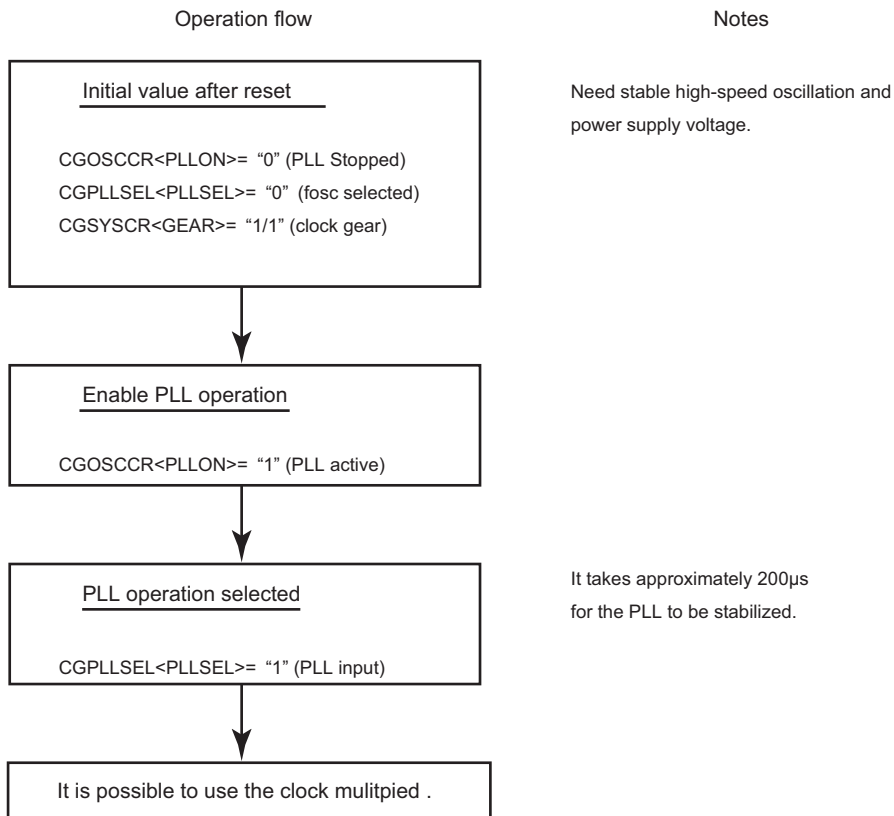 Operation flow
Notes
Initial value after reset
Need stable high-speed oscillation and
power supply voltage.
CGOSCCR<PLLON>= “0” (PLL Stopped)
CGPLLSEL<PLLSEL>= “0” (fosc selected)
CGSYSCR<GEAR>= “1/1” (clock gear)
Enable PLL operation
CGOSCCR<PLLON>= “1” (PLL active)
PLL operation selected
It takes approximately 200µs
for the PLL to be stabilized.
CGPLLSEL<PLLSEL>= “1” (PLL input)
It is possible to use the clock mulitpied .